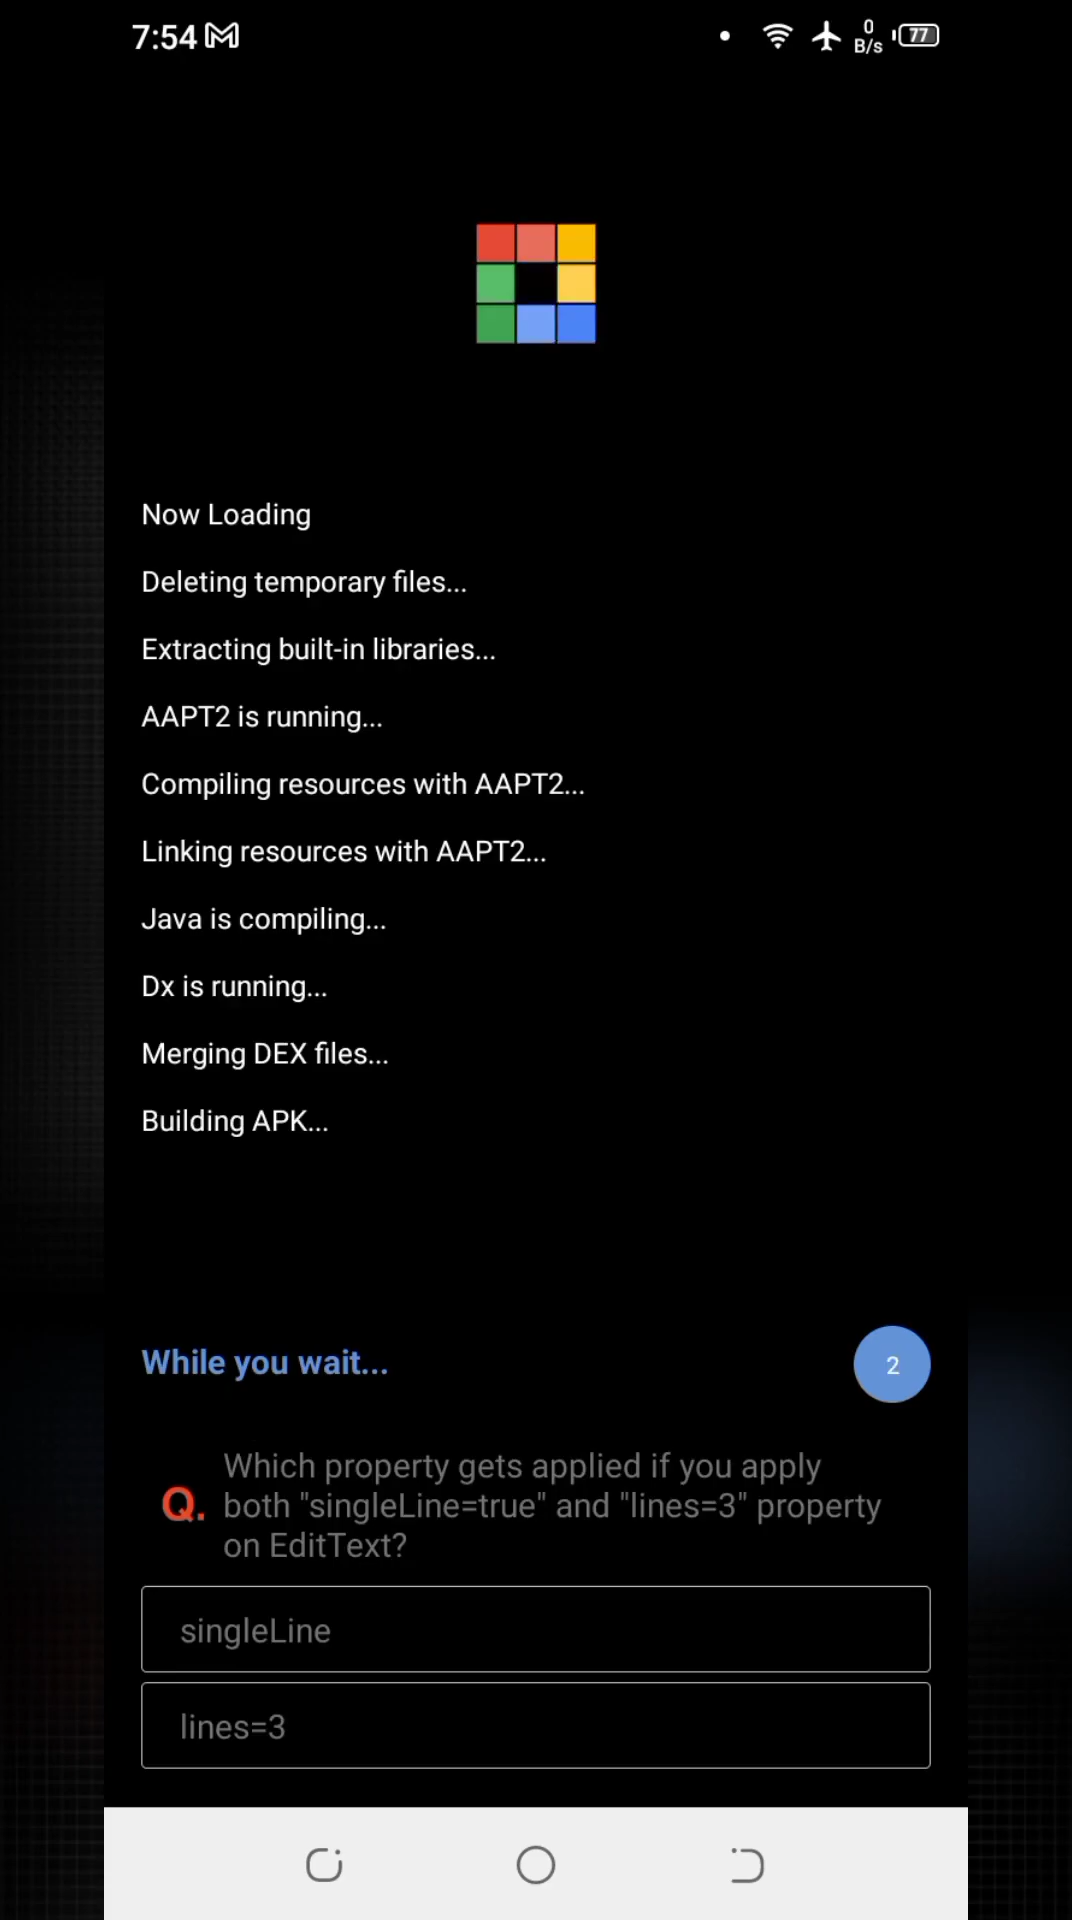 7:54
0
B/s
77
Now Loading
Deleting temporary files...
Extracting built-in libraries...
AAPT2 is running...
Compiling resources with AAPT2...
Linking resources with AAPT2...
Java is compiling...
Dx is running...
Merging DEX files...
Building APK...
While you wait...
2
Q.
Which property gets applied if you apply
both "singleLine=true" and "lines=3" property
on EditText?
singleLine
lines=3